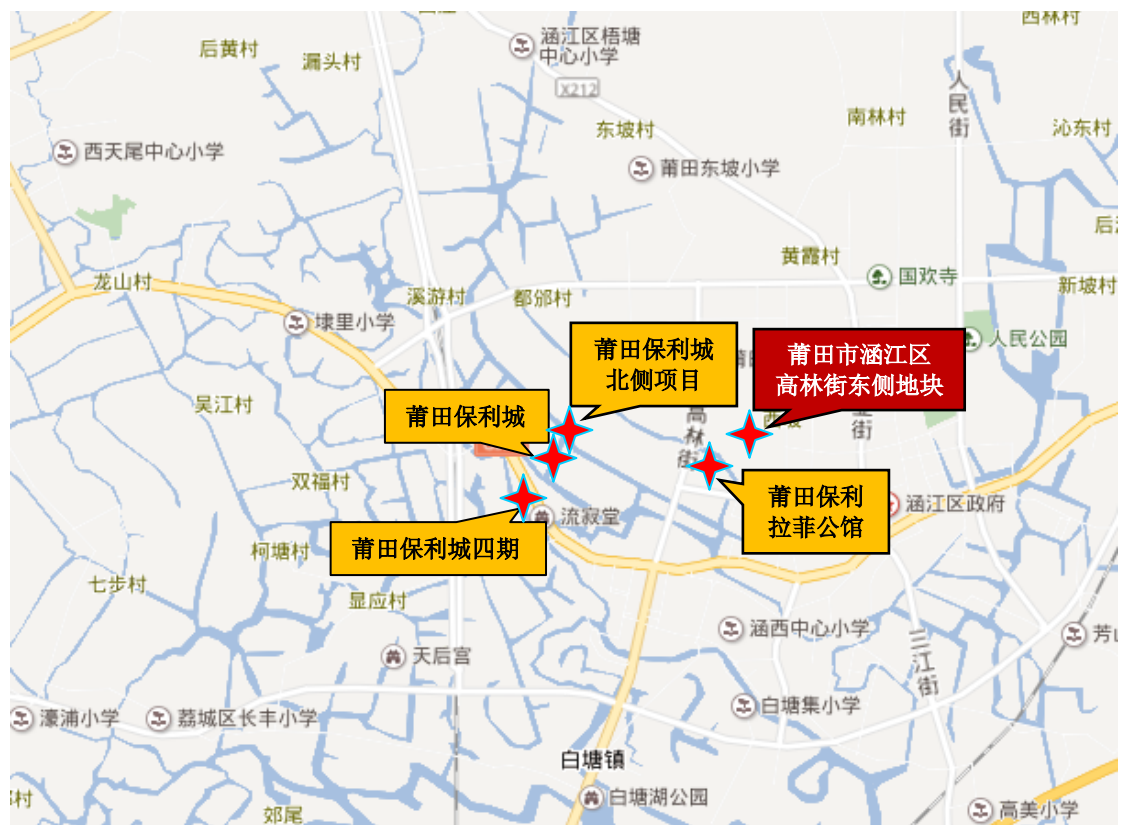 西林村
涵江区梧塘
中心小学
后黄村
漏头村
X212
人民街
南林村
沁东村
东坡村
西天尾中心小学
莆田东坡小学
黄霞村
国欢寺
龙山村
新坡村
溪游村
都邠村
埭里小学
人民公园
莆田保利城
北侧项目
莆田市涵江区
高林街东侧地块
吴江村
莆田保利城
高林街
双福村
莆田保利
拉菲公馆
涵江区政府
流寂堂
莆田保利城四期
柯塘村
七步村
显应村
涵西中心小学
天后宫
三江街
濠浦小学
荔城区长丰小学
白塘集小学
白塘镇
白塘湖公园
郊尾
高美小学